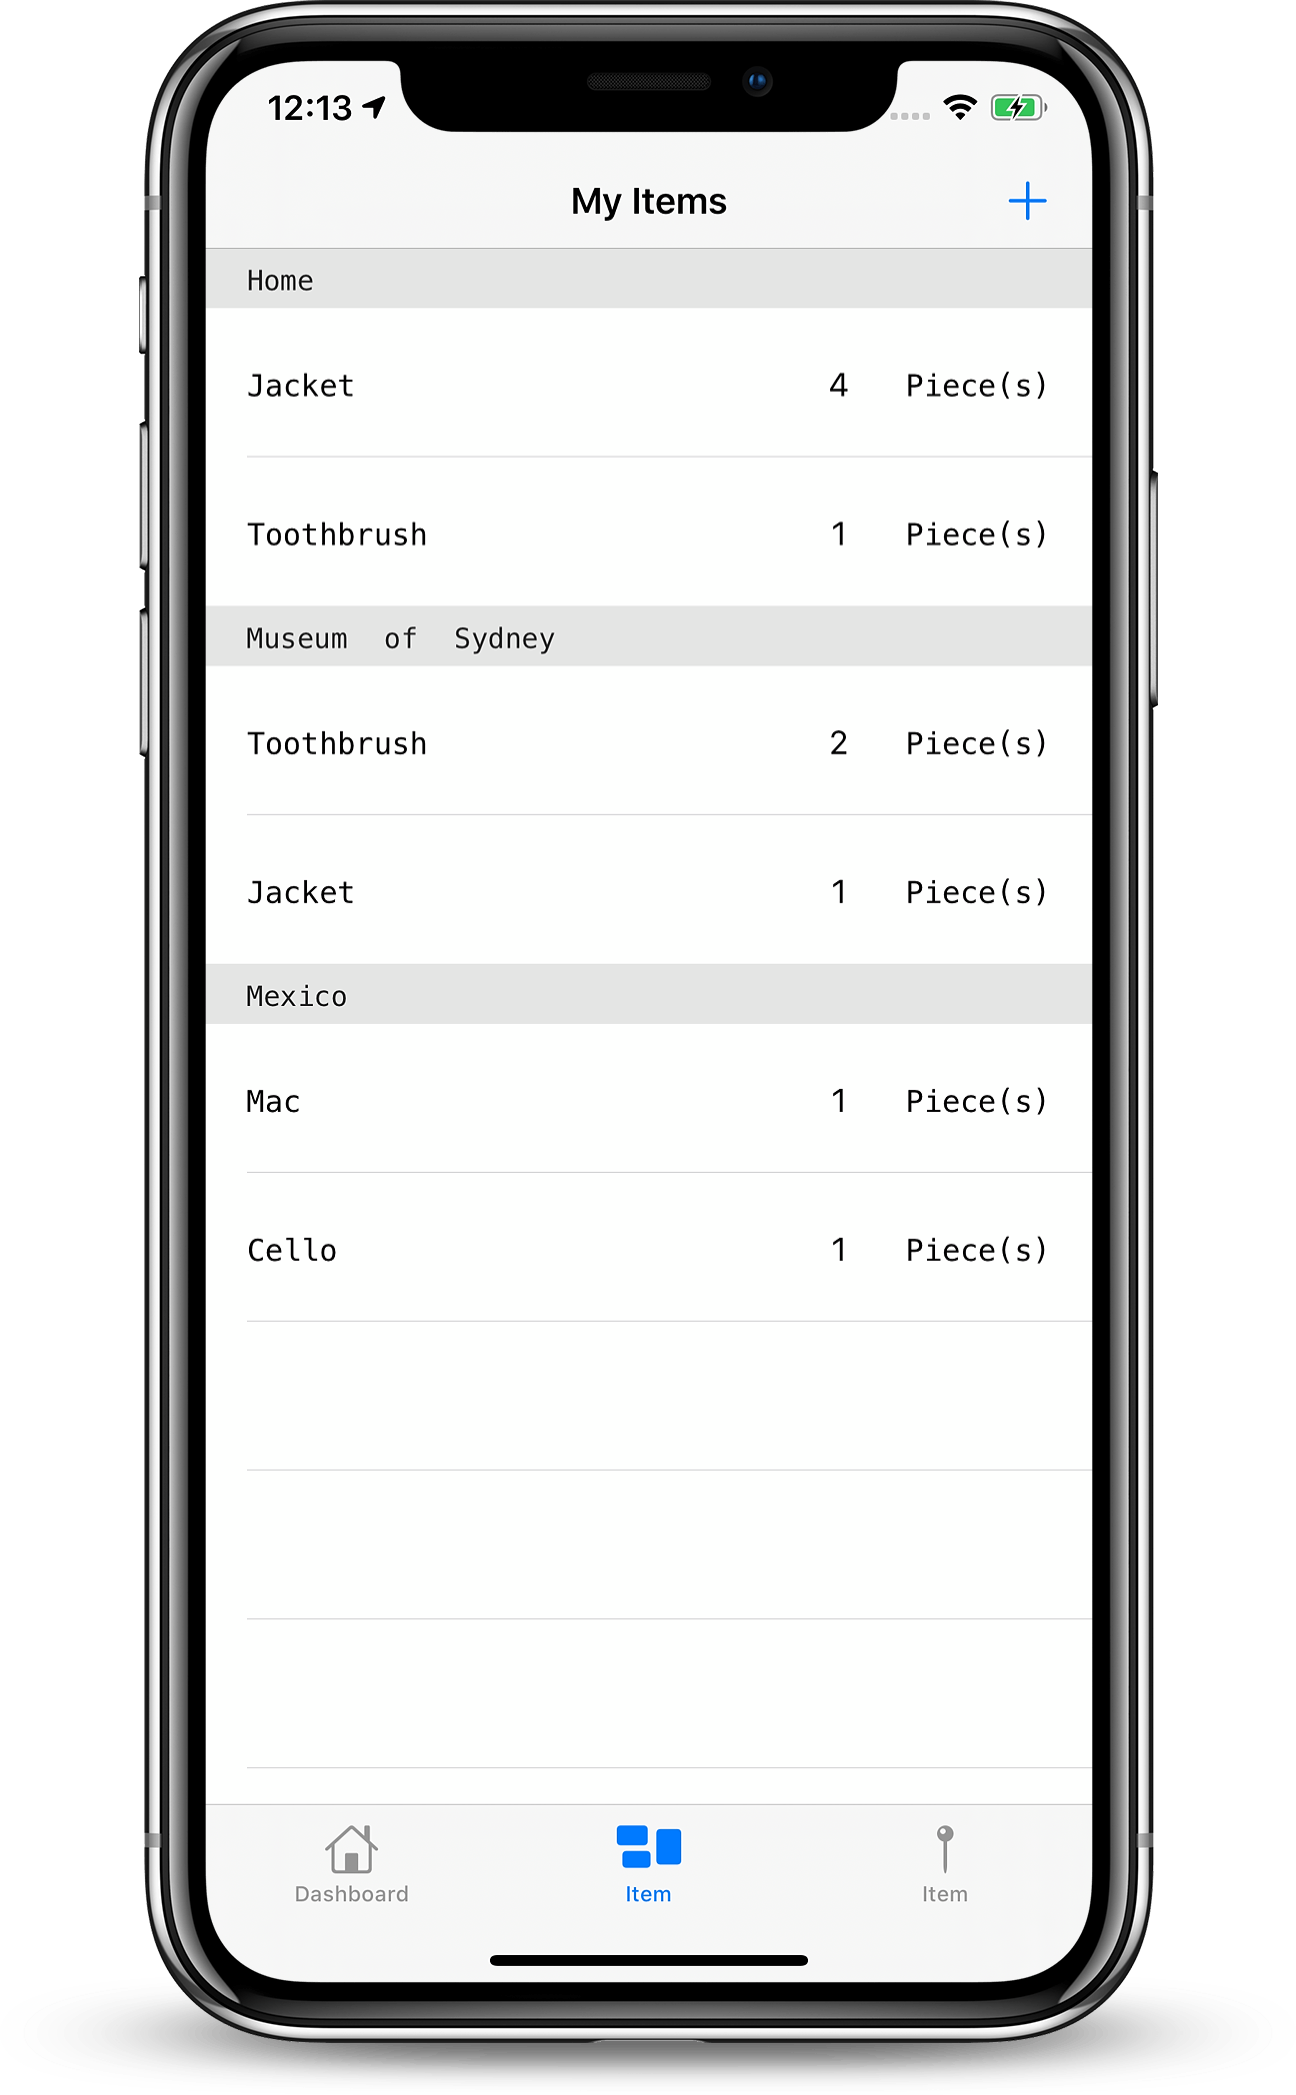 12:13
My Items
Home
Jacket 4 Piece(s)
Toothbrush 1 Piece(s)
Museum of Sydney
Toothbrush 2 Piece(s)
Jacket 1 Piece(s)
Mexico
Mac 1 Piece(s)
Cello 1 Piece(s)
Dashboard Item Item